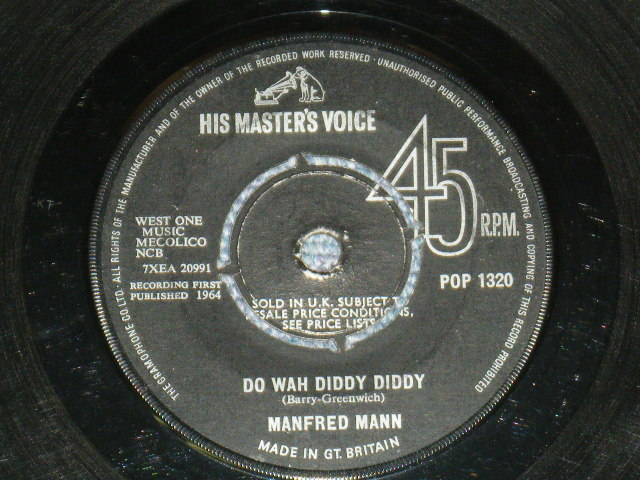 THE GRAMOPHONE CO. LTD. ALL RIGHTS OF THE MANUFACTURER AND OF THE OWNER OF THE RECORDED WORK RESERVED · UNAUTHORISED PUBLIC PERFORMANCE BROADCASTING AND COPYING OF THIS RECORD PROHIBITED
HIS MASTER'S VOICE
45
R.P.M.
WEST ONE
MUSIC
MECOLICO
NCB
7XEA 20991
RECORDING FIRST
PUBLISHED 1964
POP 1320
SOLD IN U.K. SUBJECT
SALE PRICE CONDITIONS,
SEE PRICE LISTS
DO WAH DIDDY DIDDY
(Barry-Greenwich)
MANFRED MANN
MADE IN GT. BRITAIN